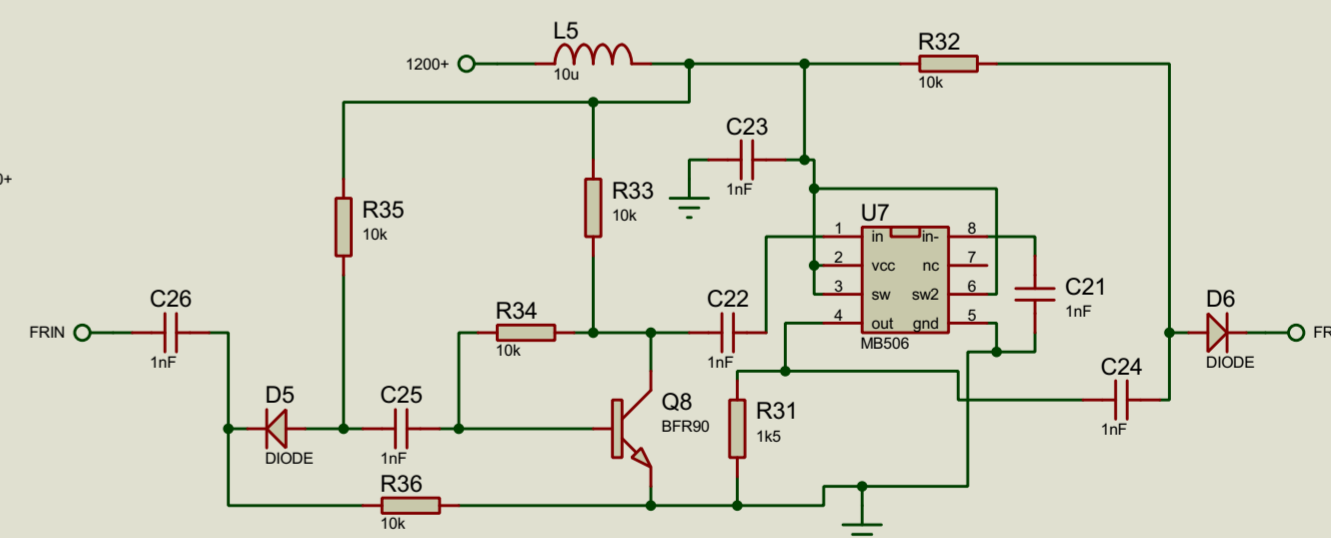 L5
1200+
10u
R32
10k
C23
1nF
0+
R35
10k
R33
10k
U7
1
in
in-
8
2
vcc
nc
7
3
sw
sw2
6
4
out
gnd
5
MB506
C21
1nF
C26
FRIN
1nF
R34
10k
C22
1nF
D6
FR
DIODE
C24
1nF
D5
DIODE
C25
1nF
Q8
BFR90
R31
1k5
R36
10k